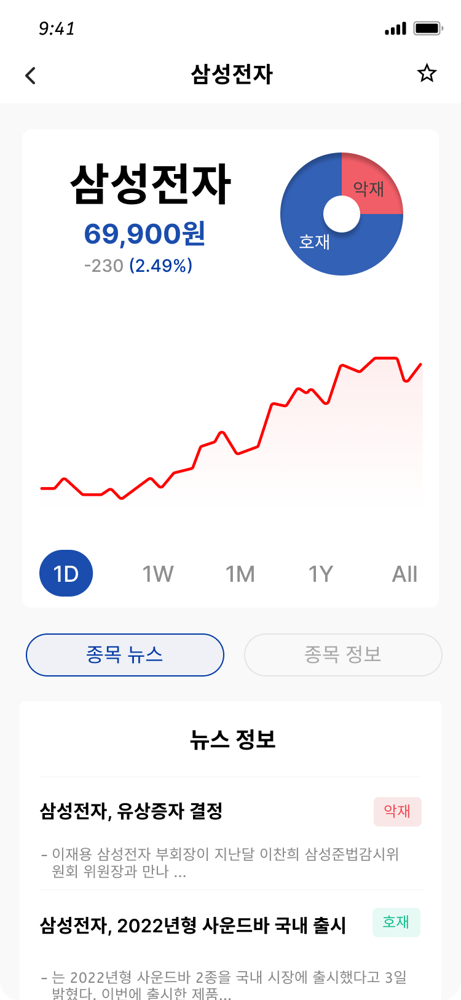 9:41
삼성전자
삼성전자
69,900원
-230 (2.49%)
악재
호재
1D 1W 1M 1Y All
종목 뉴스 종목 정보
뉴스 정보
삼성전자, 유상증자 결정
악재
- 이재용 삼성전자 부회장이 지난달 이찬희 삼성준법감시위
원회 위원장과 만나 ...
삼성전자, 2022년형 사운드바 국내 출시
호재
- 는 2022년형 사운드바 2종을 국내 시장에 출시했다고 3일
밝혔다. 이번에 출시한 제품...